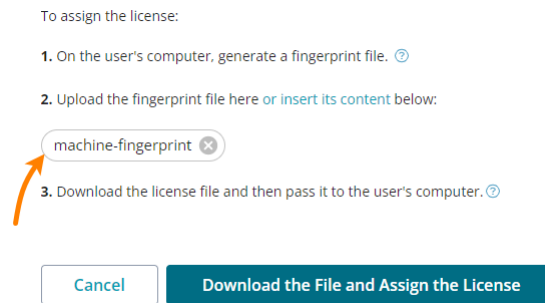 To assign the license:
1. On the user's computer, generate a fingerprint file. ?
2. Upload the fingerprint file here or insert its content below:
machine-fingerprint
3. Download the license file and then pass it to the user's computer. ?
Cancel
Download the File and Assign the License